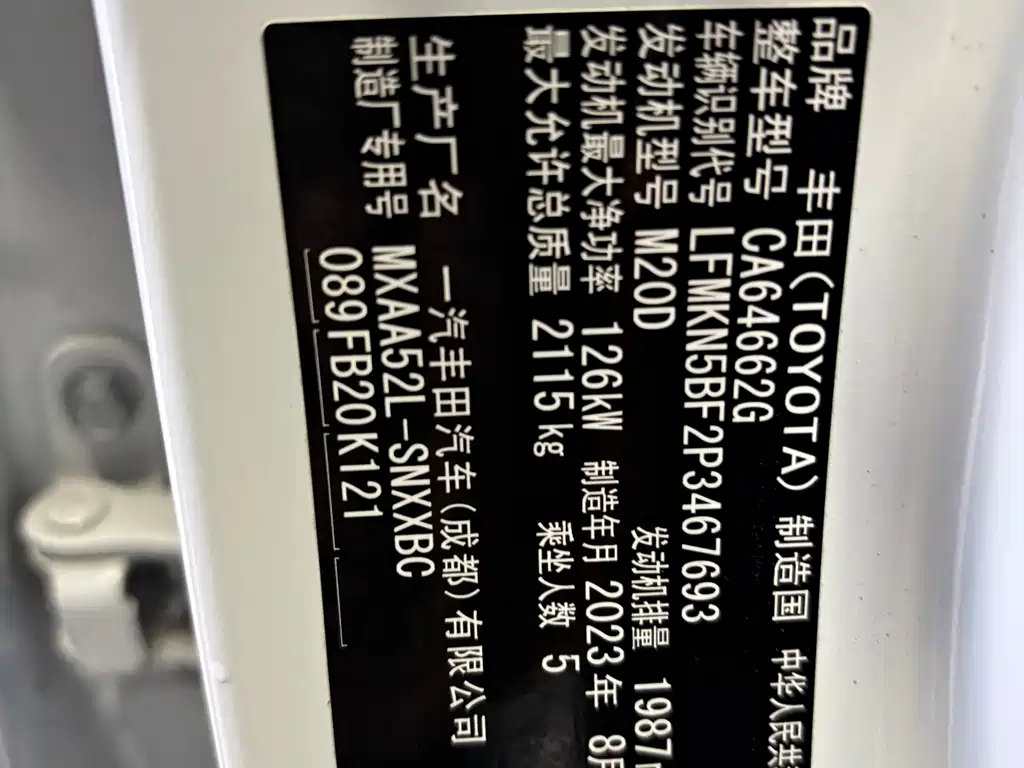 品牌 丰田(TOYOTA) 制造国 中华人民共
整车型号 CA64662G
车辆识别代号 LFMKN5BF2P3467693
发动机型号 M20D 发动机排量 1987
发动机最大净功率 126kW 制造年月 2023年 8月
最大允许总质量 2115kg 乘坐人数 5
生产厂名 一汽丰田汽车(成都)有限公司
制造厂专用号 MXAA52L-SNXXBC
089FB20K121